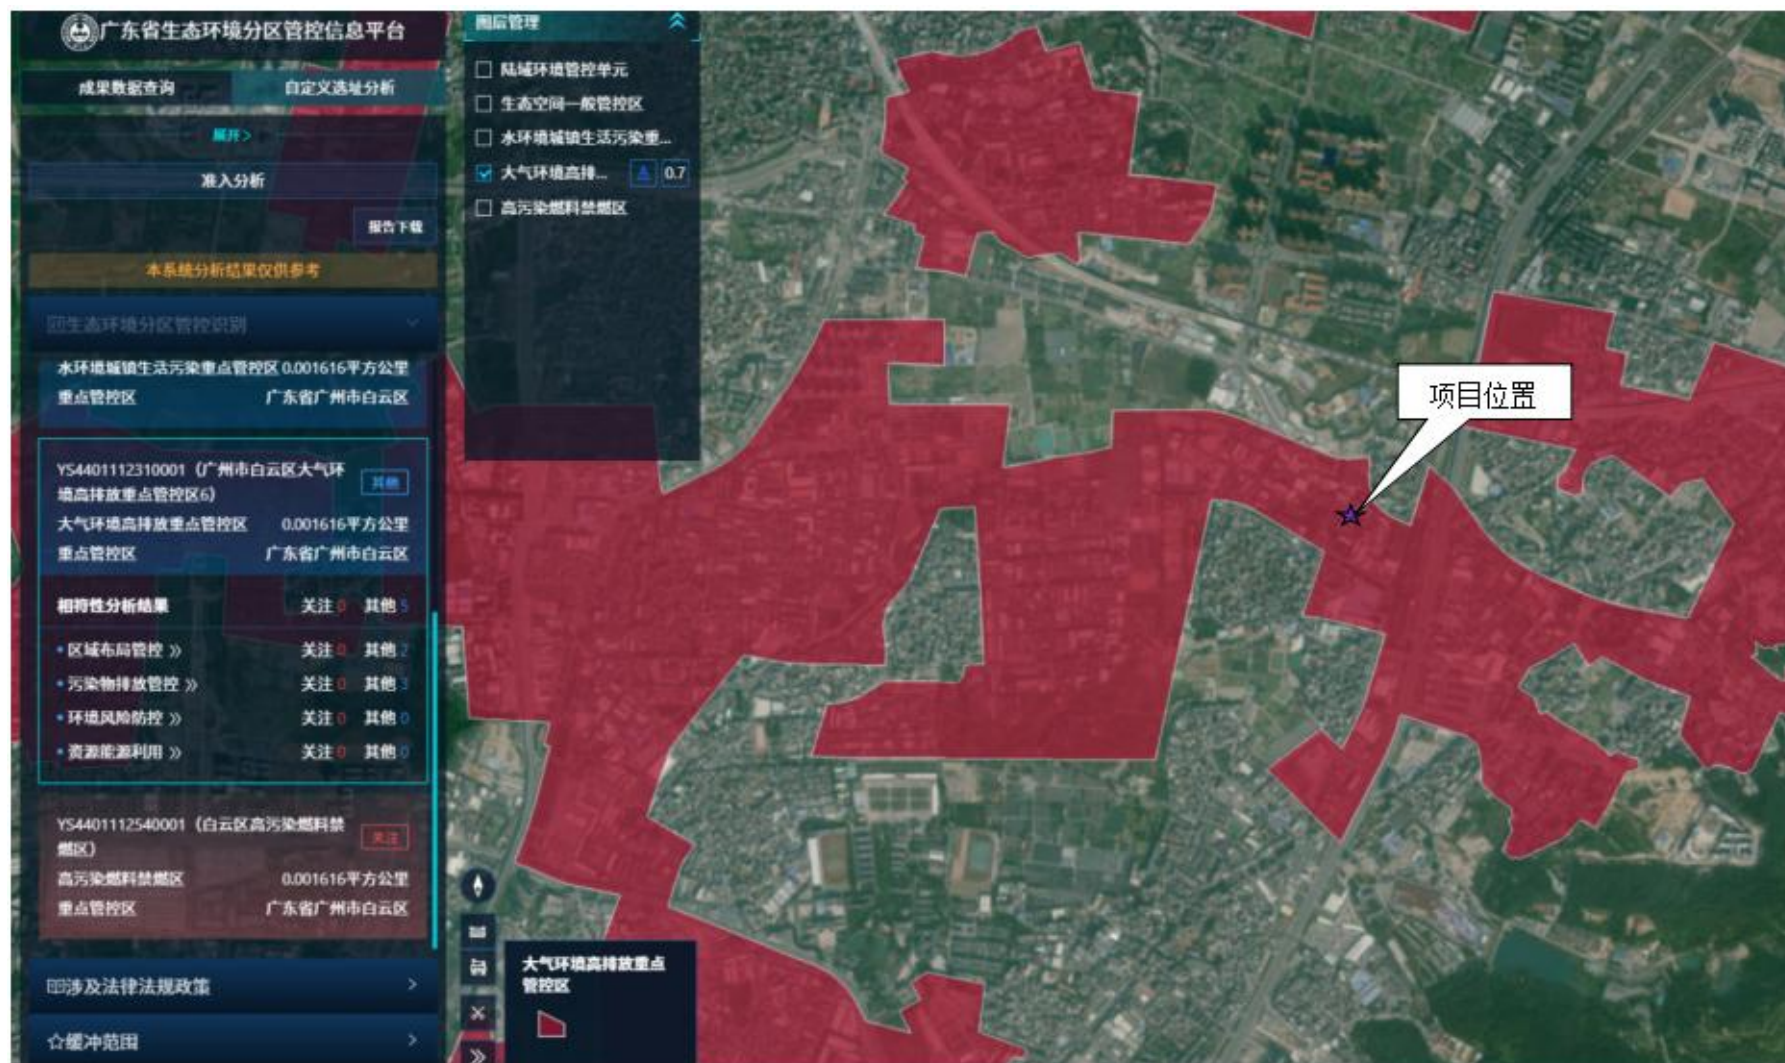 广东省生态环境分区管控信息平台
成果数据查询 自定义选址分析
展开>
准入分析
报告下载
本系统分析结果仅供参考
生态环境分区管控识别
水环境城镇生活污染重点管控区 0.001616平方公里
重点管控区 广东省广州市白云区
YS4401112310001（广州市白云区大气环
境高排放重点管控区6）
其他
大气环境高排放重点管控区 0.001616平方公里
重点管控区 广东省广州市白云区
相符性分析结果 关注 0 其他 5
• 区域布局管控 » 关注 0 其他 2
• 污染物排放管控 » 关注 0 其他 3
• 环境风险防控 » 关注 0 其他 0
• 资源能源利用 » 关注 0 其他 0
YS4401112540001（白云区高污染燃料禁
燃区）
关注
高污染燃料禁燃区 0.001616平方公里
重点管控区 广东省广州市白云区
涉及法律法规政策 >
☆缓冲范围 >
图层管理
陆域环境管控单元
生态空间一般管控区
水环境城镇生活污染重...
大气环境高排... 0.7
高污染燃料禁燃区
项目位置
大气环境高排放重点
管控区